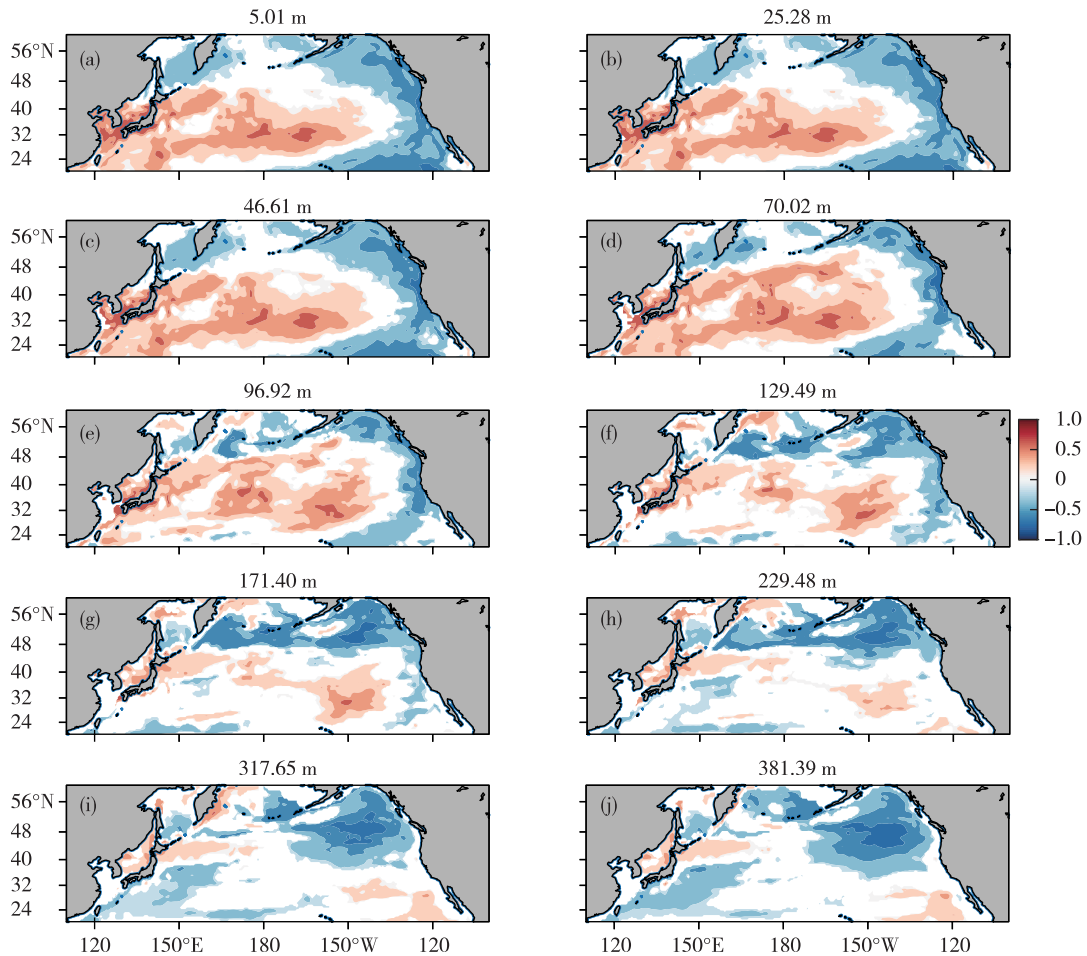 5.01 m
25.28 m
56°N
(a)
(b)
48
40
32
24
46.61 m
70.02 m
56°N
(c)
(d)
48
40
32
24
96.92 m
129.49 m
56°N
(e)
(f)
48
40
32
24
1.0
0.5
0
−0.5
−1.0
171.40 m
229.48 m
56°N
(g)
(h)
48
40
32
24
317.65 m
381.39 m
56°N
(i)
(j)
48
40
32
24
120 150°E 180 150°W 120
120 150°E 180 150°W 120